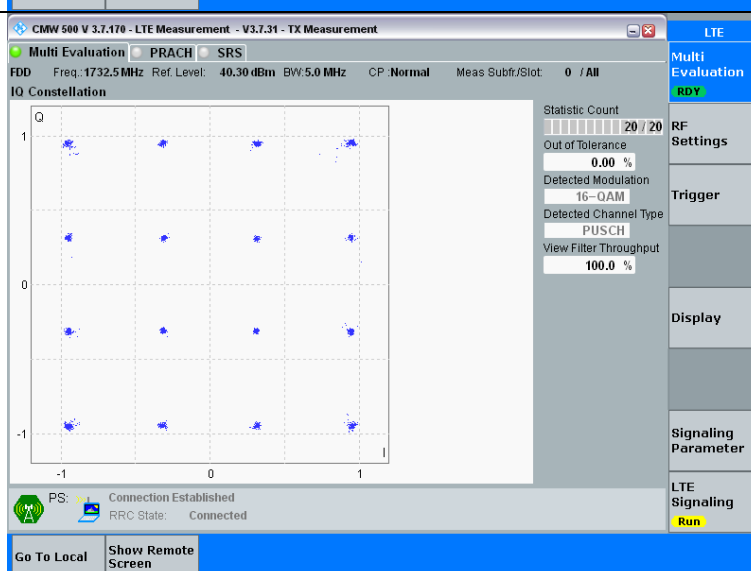 CMW 500 V 3.7.170 - LTE Measurement - V3.7.31 - TX Measurement
LTE
Multi Evaluation PRACH SRS
FDD Freq.:1732.5 MHz Ref. Level: 40.30 dBm BW:5.0 MHz CP :Normal Meas Subfr./Slot: 0 / All
IQ Constellation
Q
1
0
-1
-1 0 1
I
Statistic Count
20 / 20
Out of Tolerance
0.00 %
Detected Modulation
16-QAM
Detected Channel Type
PUSCH
View Filter Throughput
100.0 %
Multi
Evaluation
RDY
RF
Settings
Trigger
Display
Signaling
Parameter
LTE
Signaling
Run
PS: Connection Established
RRC State: Connected
Go To Local
Show Remote
Screen